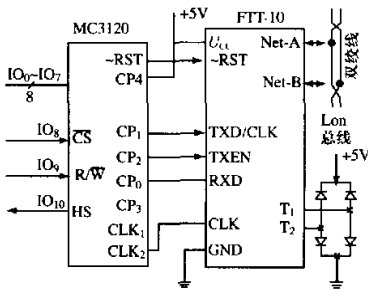 +5V
MC3120
FTT-10
IO₀~IO₇
8
~RST
CP4
U_CC
~RST
Net-A
Net-B
双绞线
Lon
总线
+5V
IO₈
CS̅
IO₉
R/W̅
IO₁₀
HS
CP₁
CP₂
CP₀
CP₃
CLK₁
CLK₂
TXD/CLK
TXEN
RXD
CLK
GND
T₁
T₂